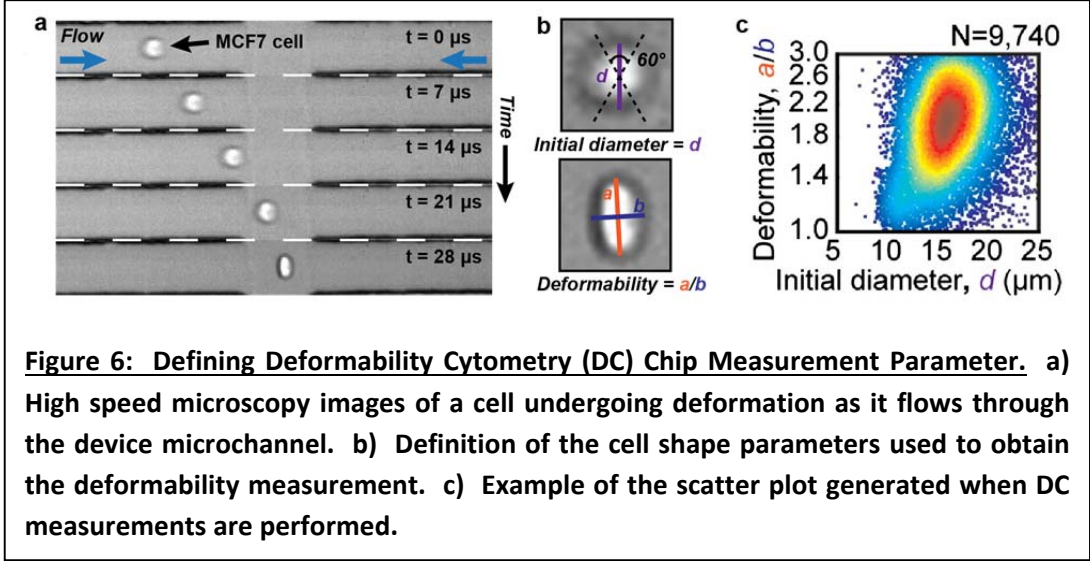 a
Flow
MCF7 cell
t = 0 μs
t = 7 μs
t = 14 μs
t = 21 μs
t = 28 μs
Time
b
d
60°
Initial diameter = d
a
b
Deformability = a/b
c
N=9,740
Deformability, a/b
3.0
2.6
2.2
1.8
1.4
1.0
5 10 15 20 25
Initial diameter, d (μm)
Figure 6: Defining Deformability Cytometry (DC) Chip Measurement Parameter. a)
High speed microscopy images of a cell undergoing deformation as it flows through
the device microchannel. b) Definition of the cell shape parameters used to obtain
the deformability measurement. c) Example of the scatter plot generated when DC
measurements are performed.